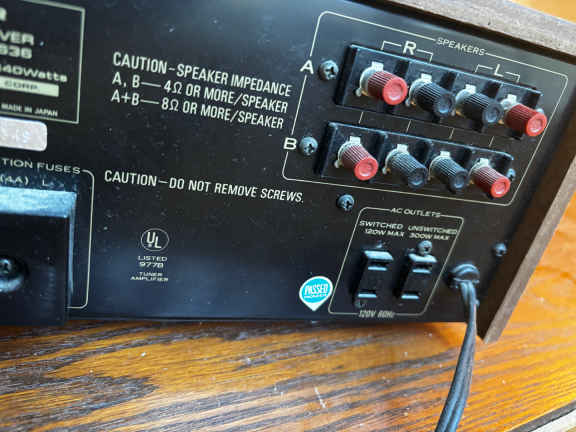 R
VER
636
40Watts
CORP.
MADE IN JAPAN
TION FUSES
(4A) L
CAUTION–SPEAKER IMPEDANCE
A, B— 4Ω OR MORE/SPEAKER
A+B— 8Ω OR MORE/SPEAKER
CAUTION—DO NOT REMOVE SCREWS.
UL
LISTED
977B
TUNER
AMPLIFIER
SPEAKERS
R
L
A
B
AC OUTLETS
SWITCHED
120W MAX
UNSWITCHED
300W MAX
120V 60Hz
PASSED